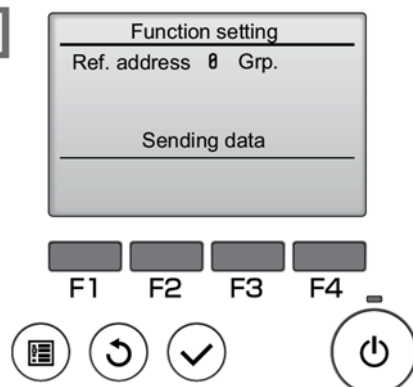 Function setting
Ref. address 0 Grp.
Sending data
F1 F2 F3 F4